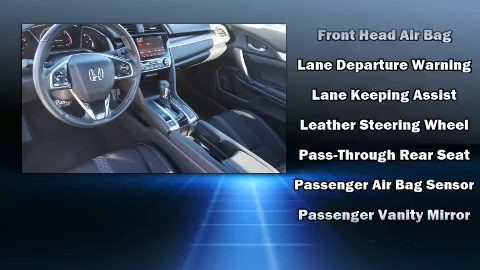 Front Head Air Bag
Lane Departure Warning
Lane Keeping Assist
Leather Steering Wheel
Pass-Through Rear Seat
Passenger Air Bag Sensor
Passenger Vanity Mirror